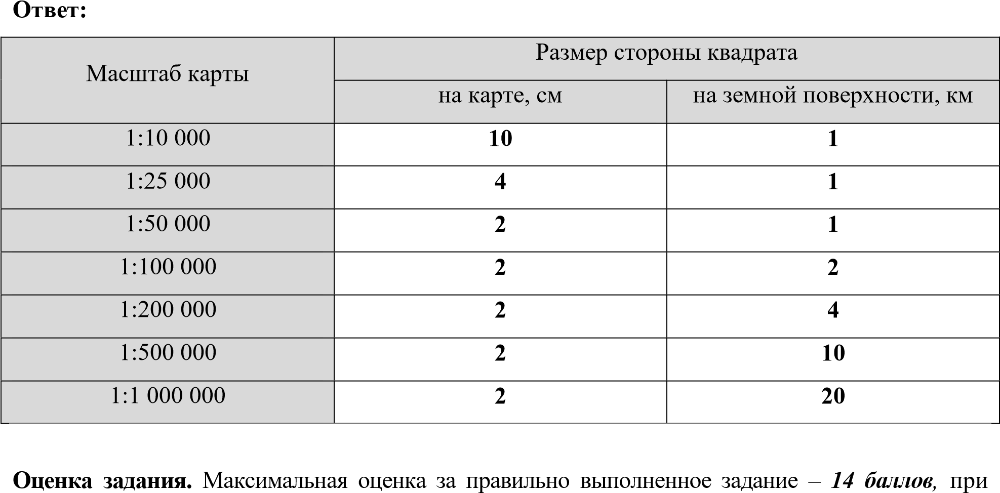 Ответ:
Масштаб карты
Размер стороны квадрата
на карте, см
на земной поверхности, км
1:10 000 10 1
1:25 000 4 1
1:50 000 2 1
1:100 000 2 2
1:200 000 2 4
1:500 000 2 10
1:1 000 000 2 20
Оценка задания. Максимальная оценка за правильно выполненное задание – 14 баллов, при